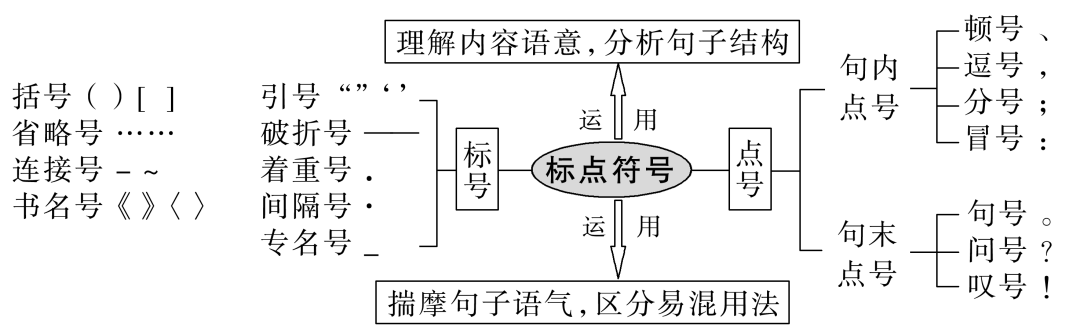 理解内容语意，分析句子结构
运 用
括号（ ）［ ］
省略号 ……
连接号 – ~
书名号《 》〈 〉
引号 “” ‘’
破折号 ——
着重号 .
间隔号 ·
专名号 _
标号
标点符号
点号
句内点号
顿号 、
逗号 ，
分号 ；
冒号 ：
句末点号
句号 。
问号 ？
叹号 ！
运 用
揣摩句子语气，区分易混用法